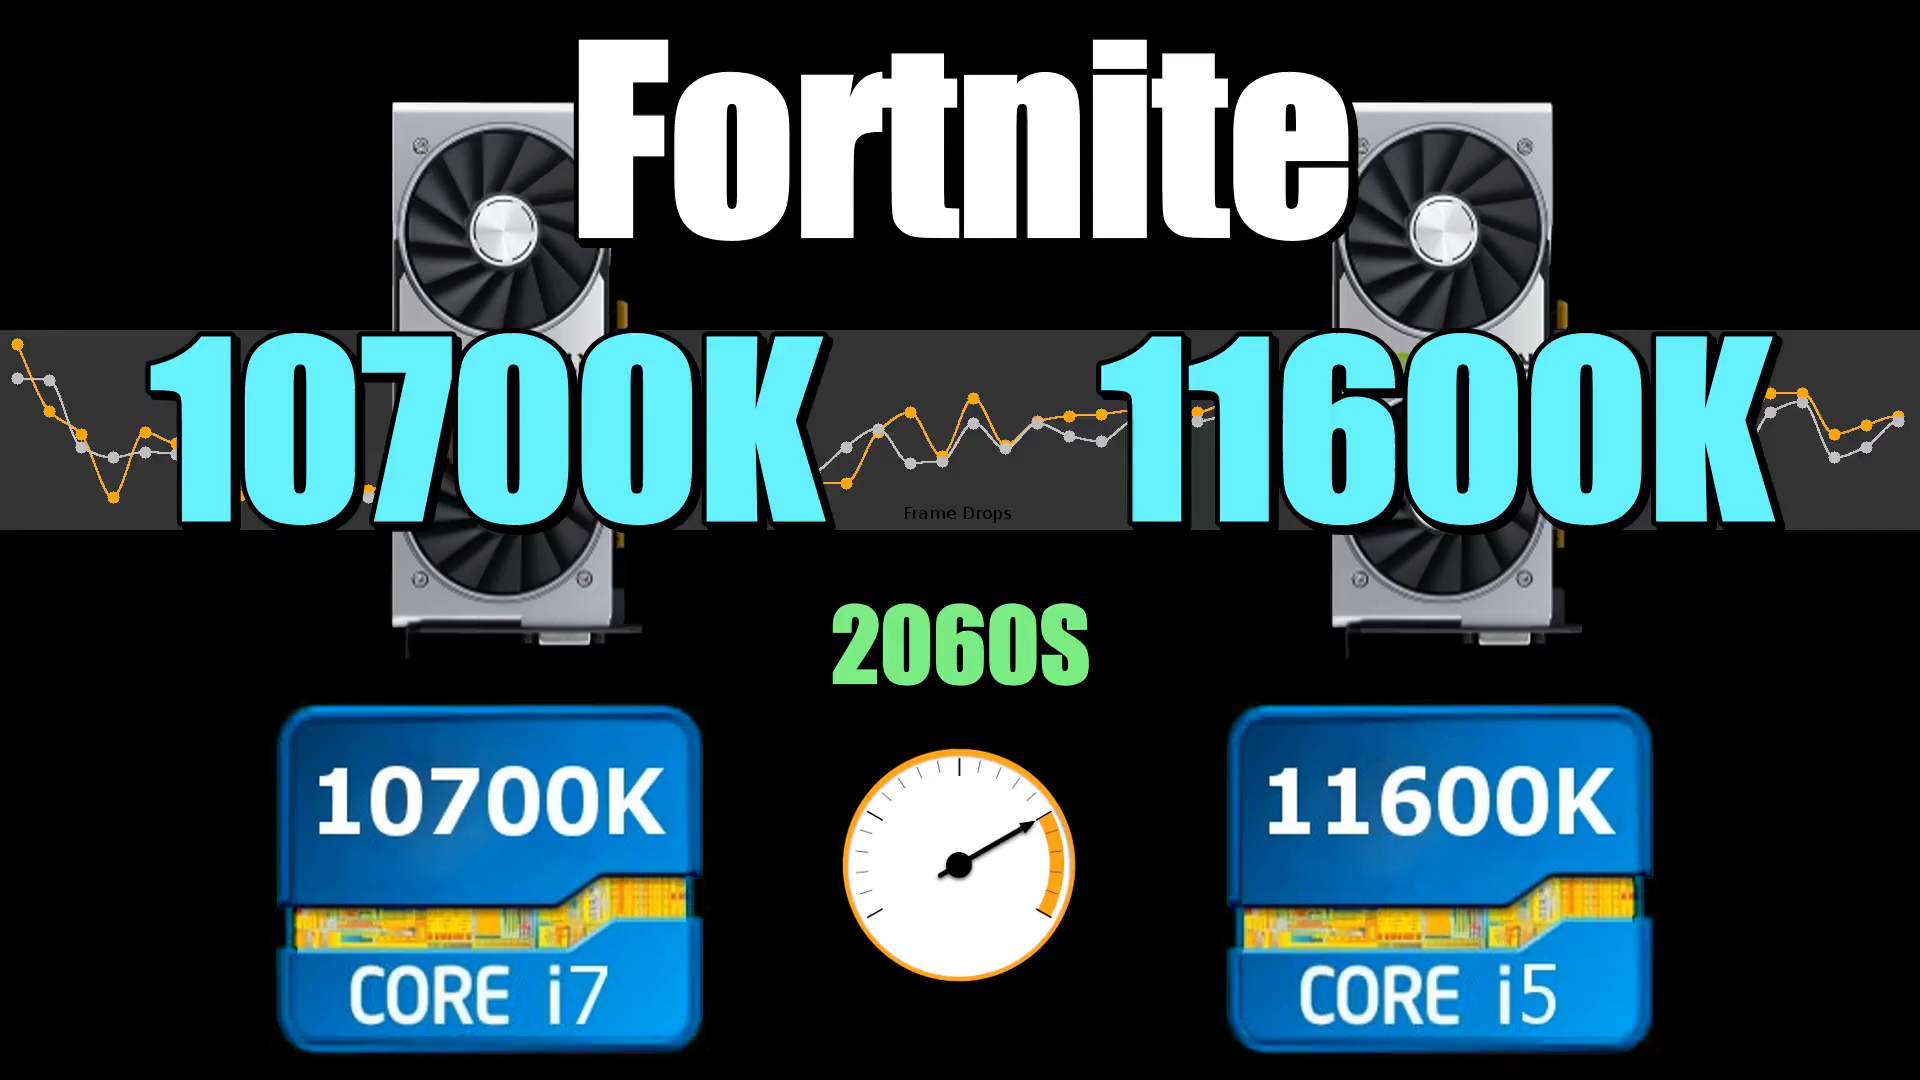 Fortnite
10700K 11600K
Frame Drops
2060S
10700K 11600K
CORE i7 CORE i5